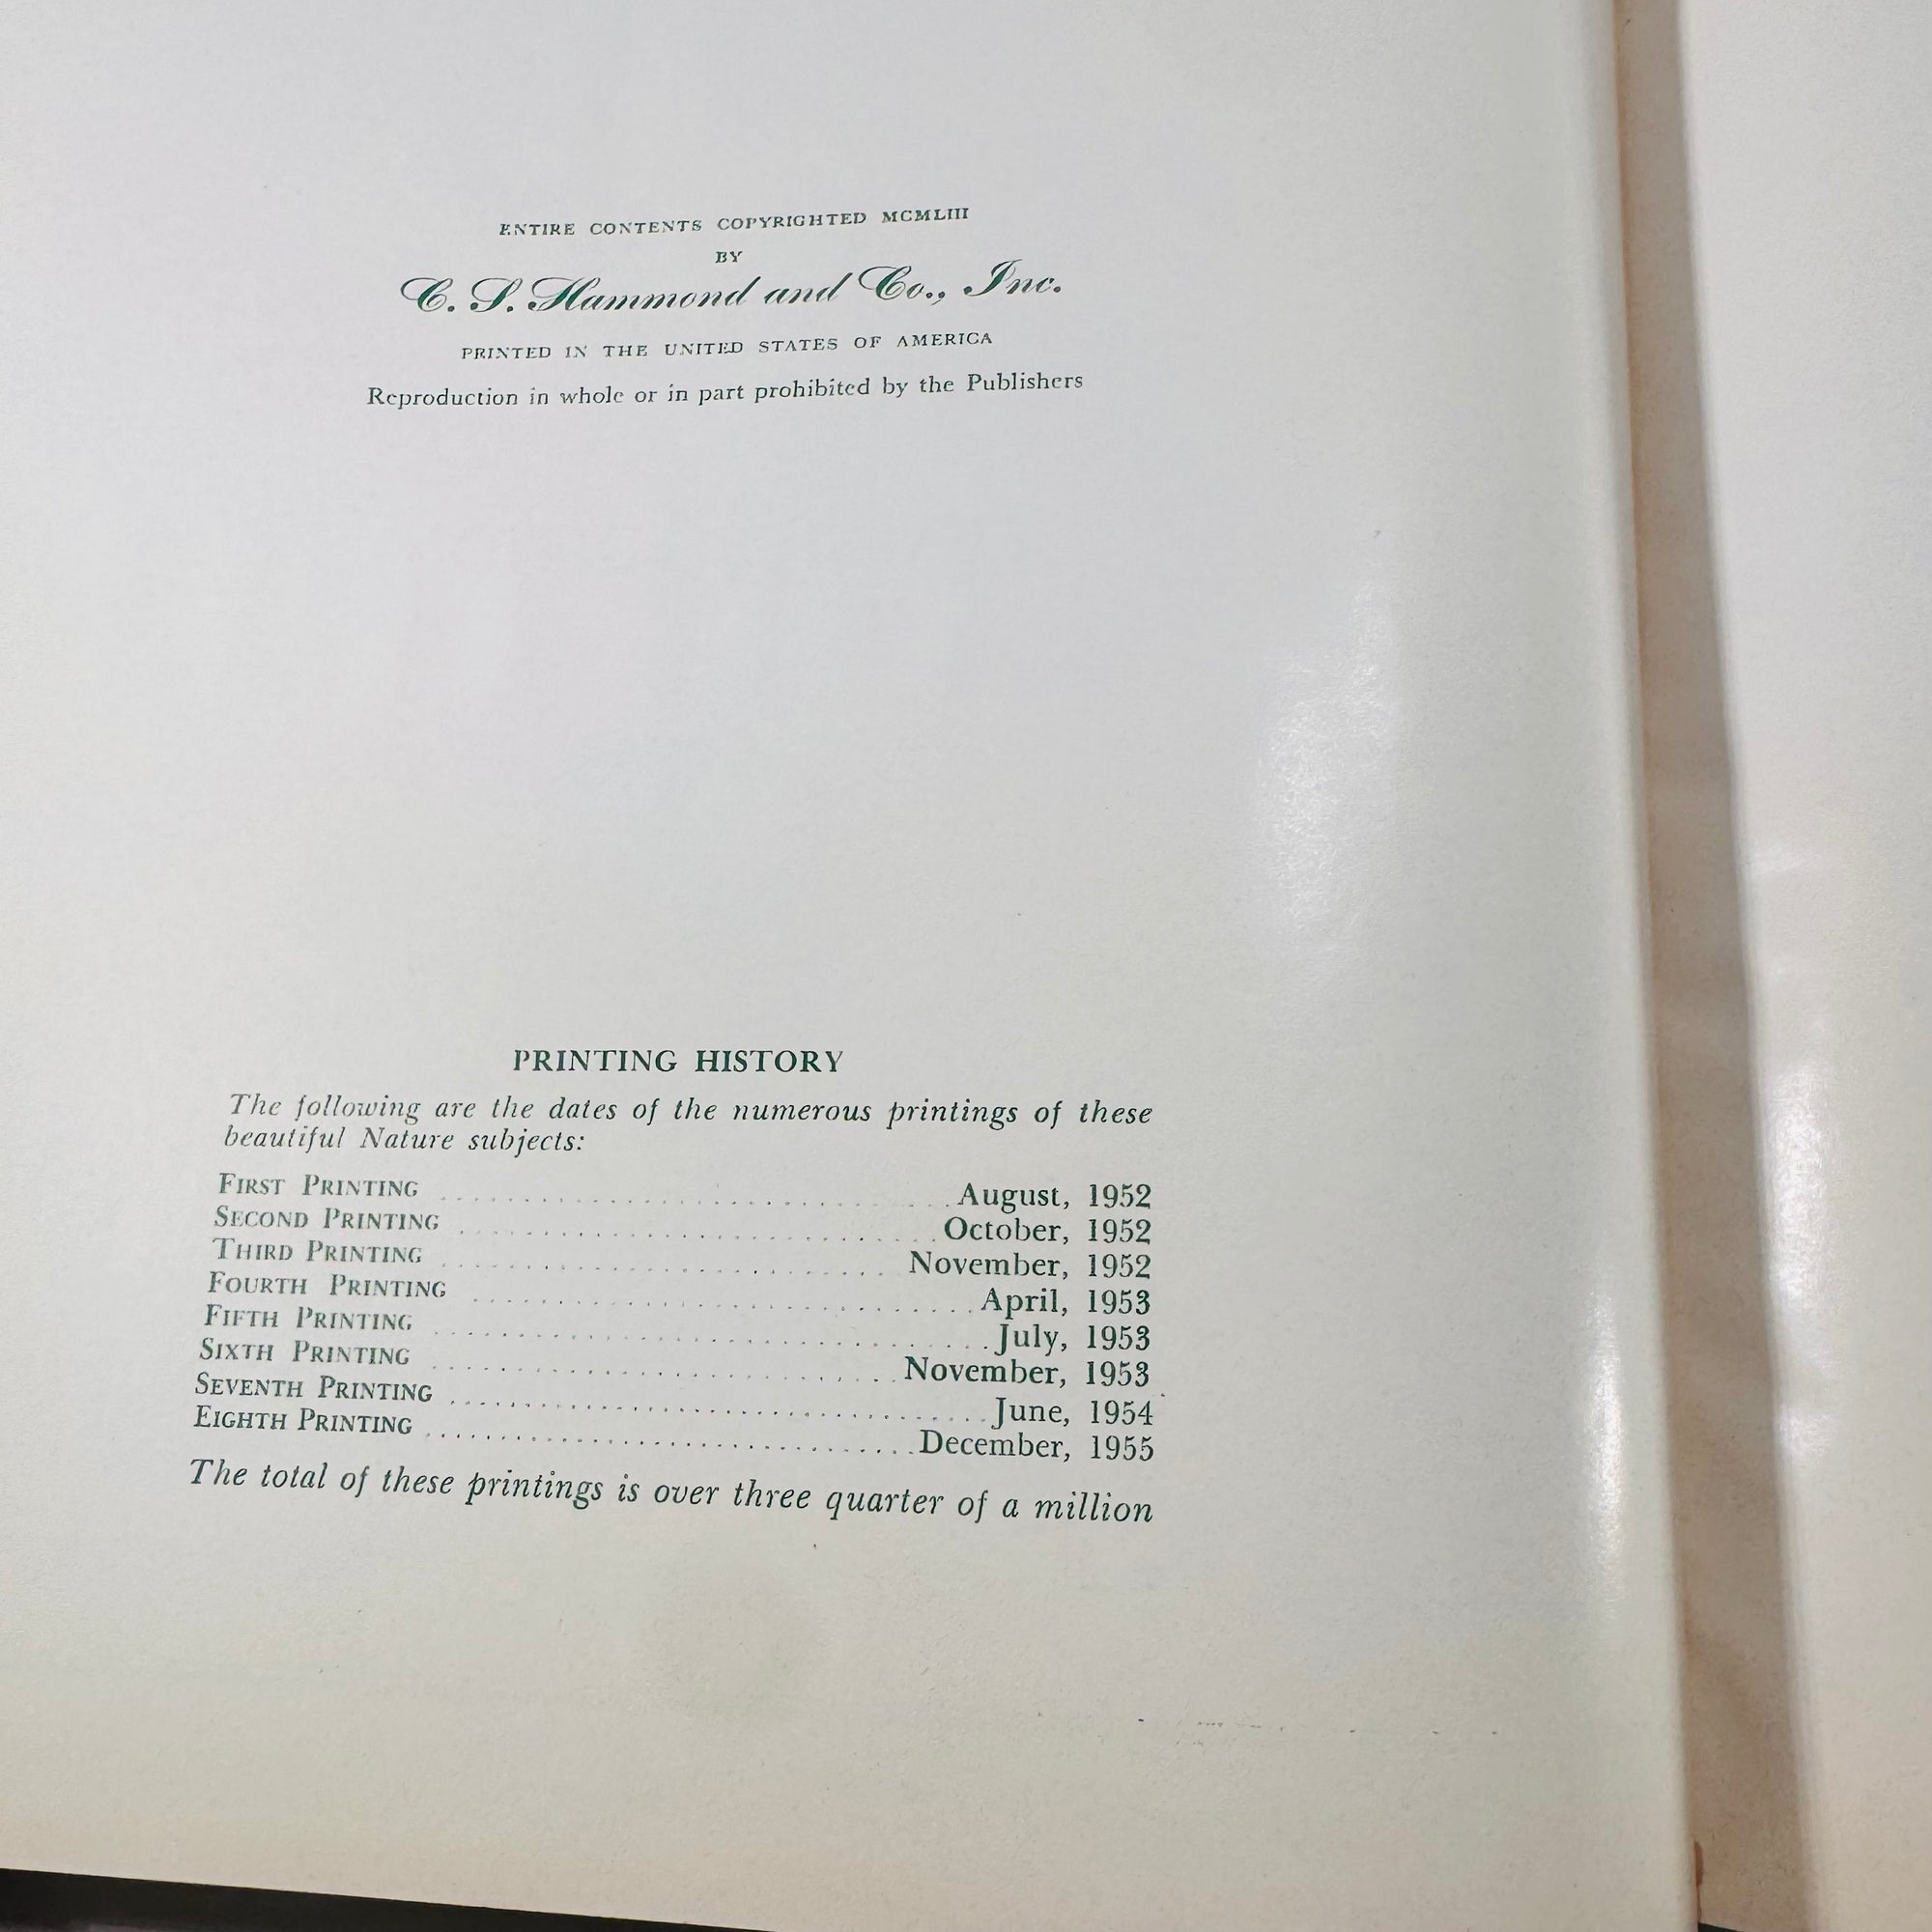 ENTIRE CONTENTS COPYRIGHTED MCMLIII
BY
C. S. Hammond and Co., Inc.
PRINTED IN THE UNITED STATES OF AMERICA
Reproduction in whole or in part prohibited by the Publishers
PRINTING HISTORY
The following are the dates of the numerous printings of these
beautiful Nature subjects:
FIRST PRINTING ........ August, 1952
SECOND PRINTING ........ October, 1952
THIRD PRINTING ........ November, 1952
FOURTH PRINTING ........ April, 1953
FIFTH PRINTING ........ July, 1953
SIXTH PRINTING ........ November, 1953
SEVENTH PRINTING ........ June, 1954
EIGHTH PRINTING ........ December, 1955
The total of these printings is over three quarter of a million